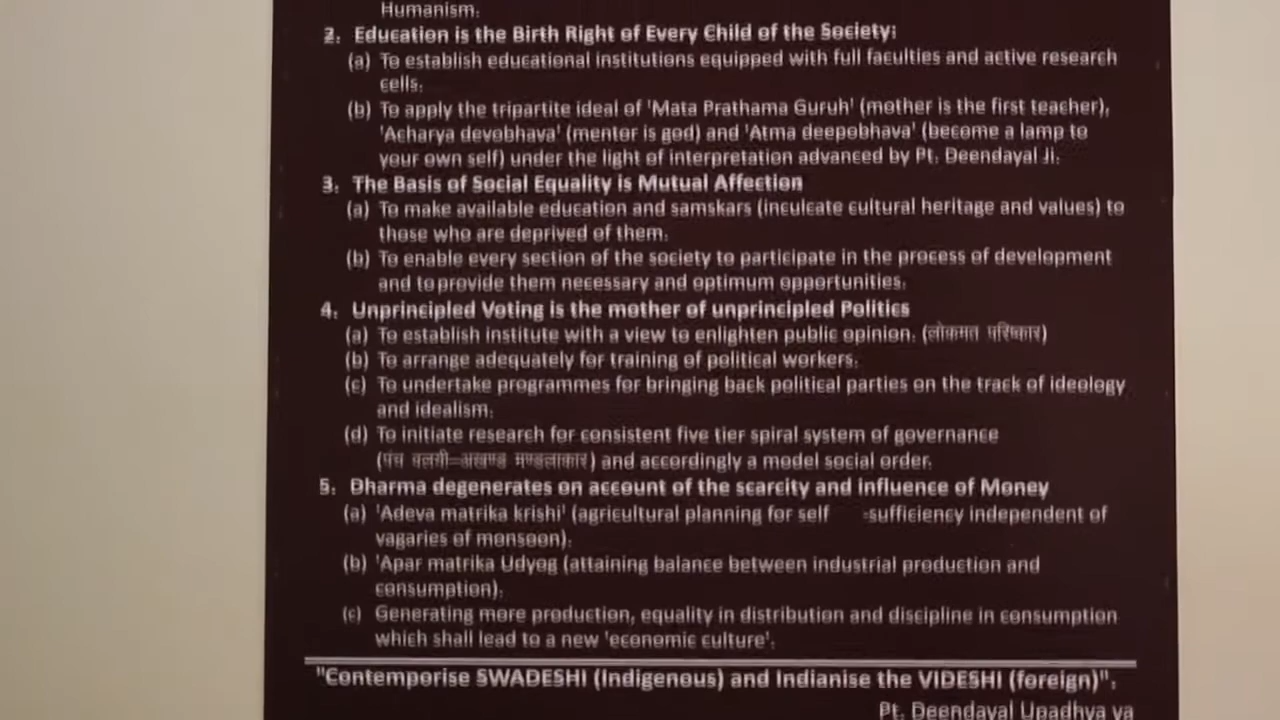 Humanism.
2. Education is the Birth Right of Every Child of the Society:
(a) To establish educational institutions equipped with full faculties and active research
cells.
(b) To apply the tripartite ideal of 'Mata Prathama Guruh' (mother is the first teacher),
'Acharya devobhava' (mentor is god) and 'Atma deepobhava' (become a lamp to
your own self) under the light of interpretation advanced by Pt. Deendayal Ji.
3. The Basis of Social Equality is Mutual Affection
(a) To make available education and samskars (inculcate cultural heritage and values) to
those who are deprived of them.
(b) To enable every section of the society to participate in the process of development
and to provide them necessary and optimum opportunities.
4. Unprincipled Voting is the mother of unprincipled Politics
(a) To establish institute with a view to enlighten public opinion. (लोकमत परिष्कार)
(b) To arrange adequately for training of political workers.
(c) To undertake programmes for bringing back political parties on the track of ideology
and idealism.
(d) To initiate research for consistent five tier spiral system of governance
(पंच वलयी-अखण्ड मण्डलाकार) and accordingly a model social order.
5. Dharma degenerates on account of the scarcity and influence of Money
(a) 'Adeva matrika krishi' (agricultural planning for self -sufficiency independent of
vagaries of monsoon).
(b) 'Apar matrika Udyog (attaining balance between industrial production and
consumption).
(c) Generating more production, equality in distribution and discipline in consumption
which shall lead to a new 'economic culture'.
"Contemporise SWADESHI (Indigenous) and Indianise the VIDESHI (foreign)".
Pt. Deendayal Upadhya ya